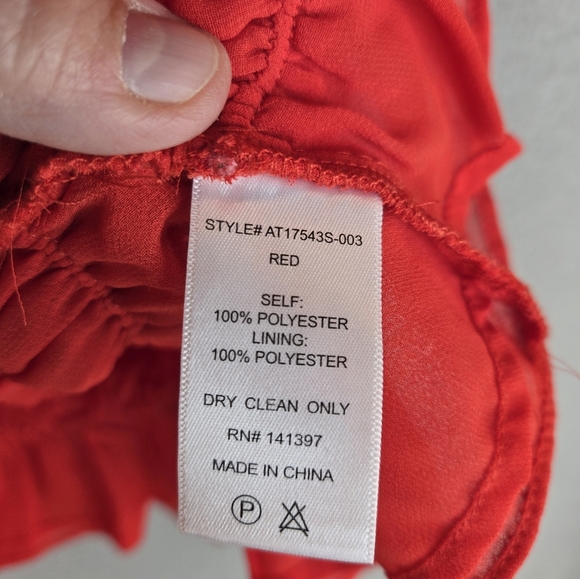 STYLE# AT17543S-003
RED
SELF:
100% POLYESTER
LINING:
100% POLYESTER
DRY CLEAN ONLY
RN# 141397
MADE IN CHINA
P